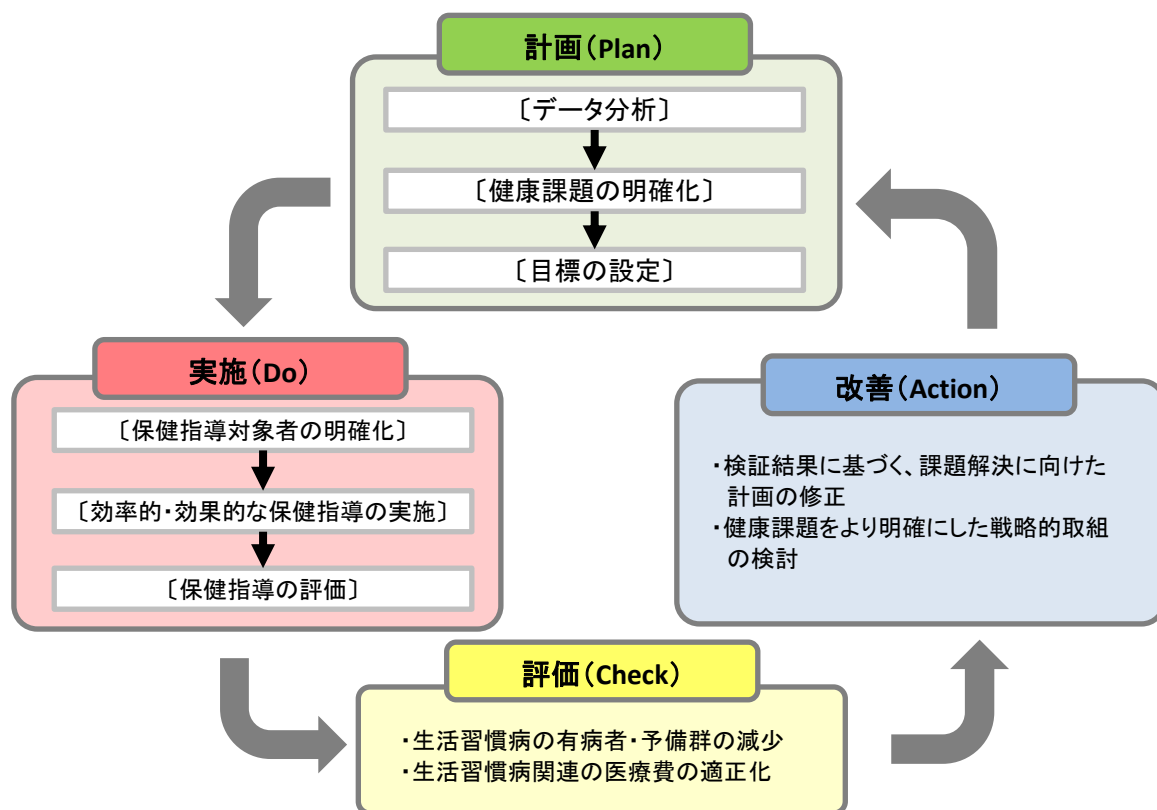 計画（Plan）
〔データ分析〕
〔健康課題の明確化〕
〔目標の設定〕
実施（Do）
〔保健指導対象者の明確化〕
〔効率的・効果的な保健指導の実施〕
〔保健指導の評価〕
評価（Check）
・生活習慣病の有病者・予備群の減少
・生活習慣病関連の医療費の適正化
改善（Action）
・検証結果に基づく、課題解決に向けた
計画の修正
・健康課題をより明確にした戦略的取組
の検討